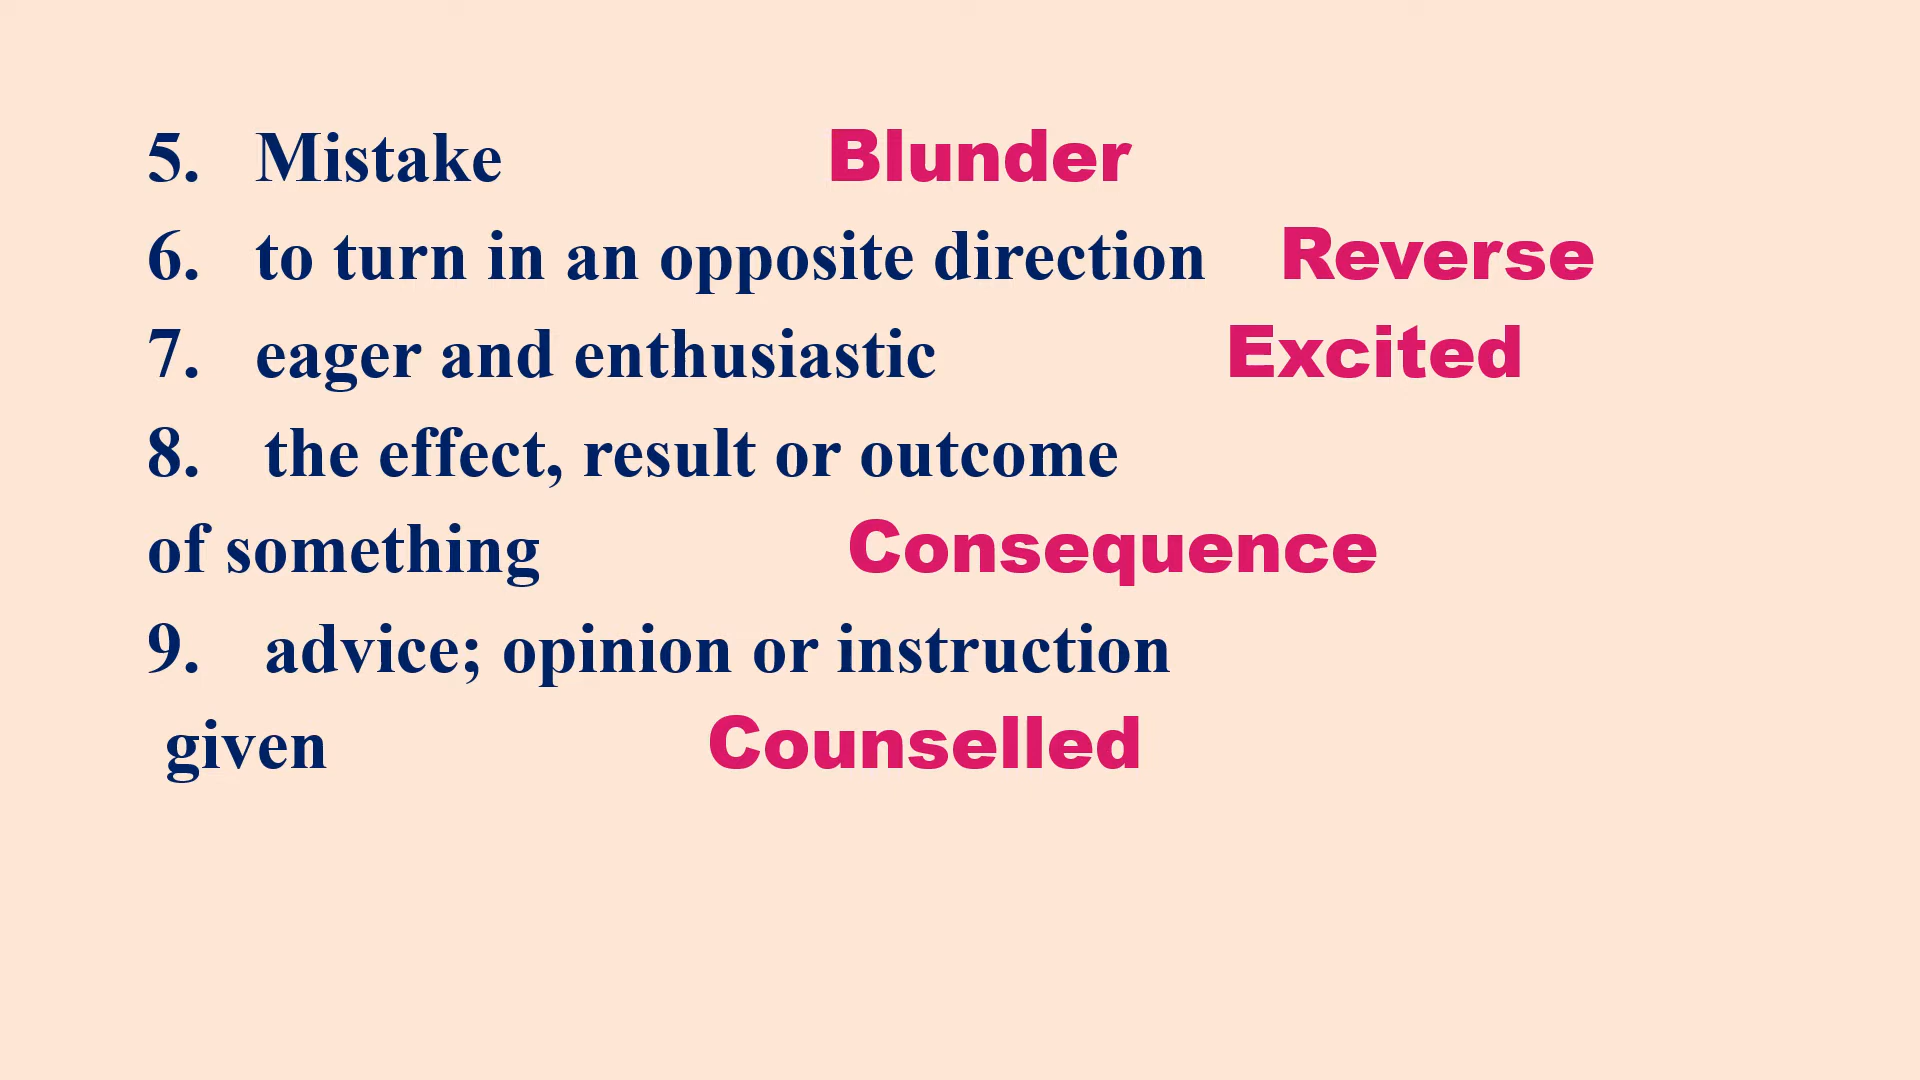 5. Mistake Blunder
6. to turn in an opposite direction Reverse
7. eager and enthusiastic Excited
8. the effect, result or outcome
of something Consequence
9. advice; opinion or instruction
given Counselled